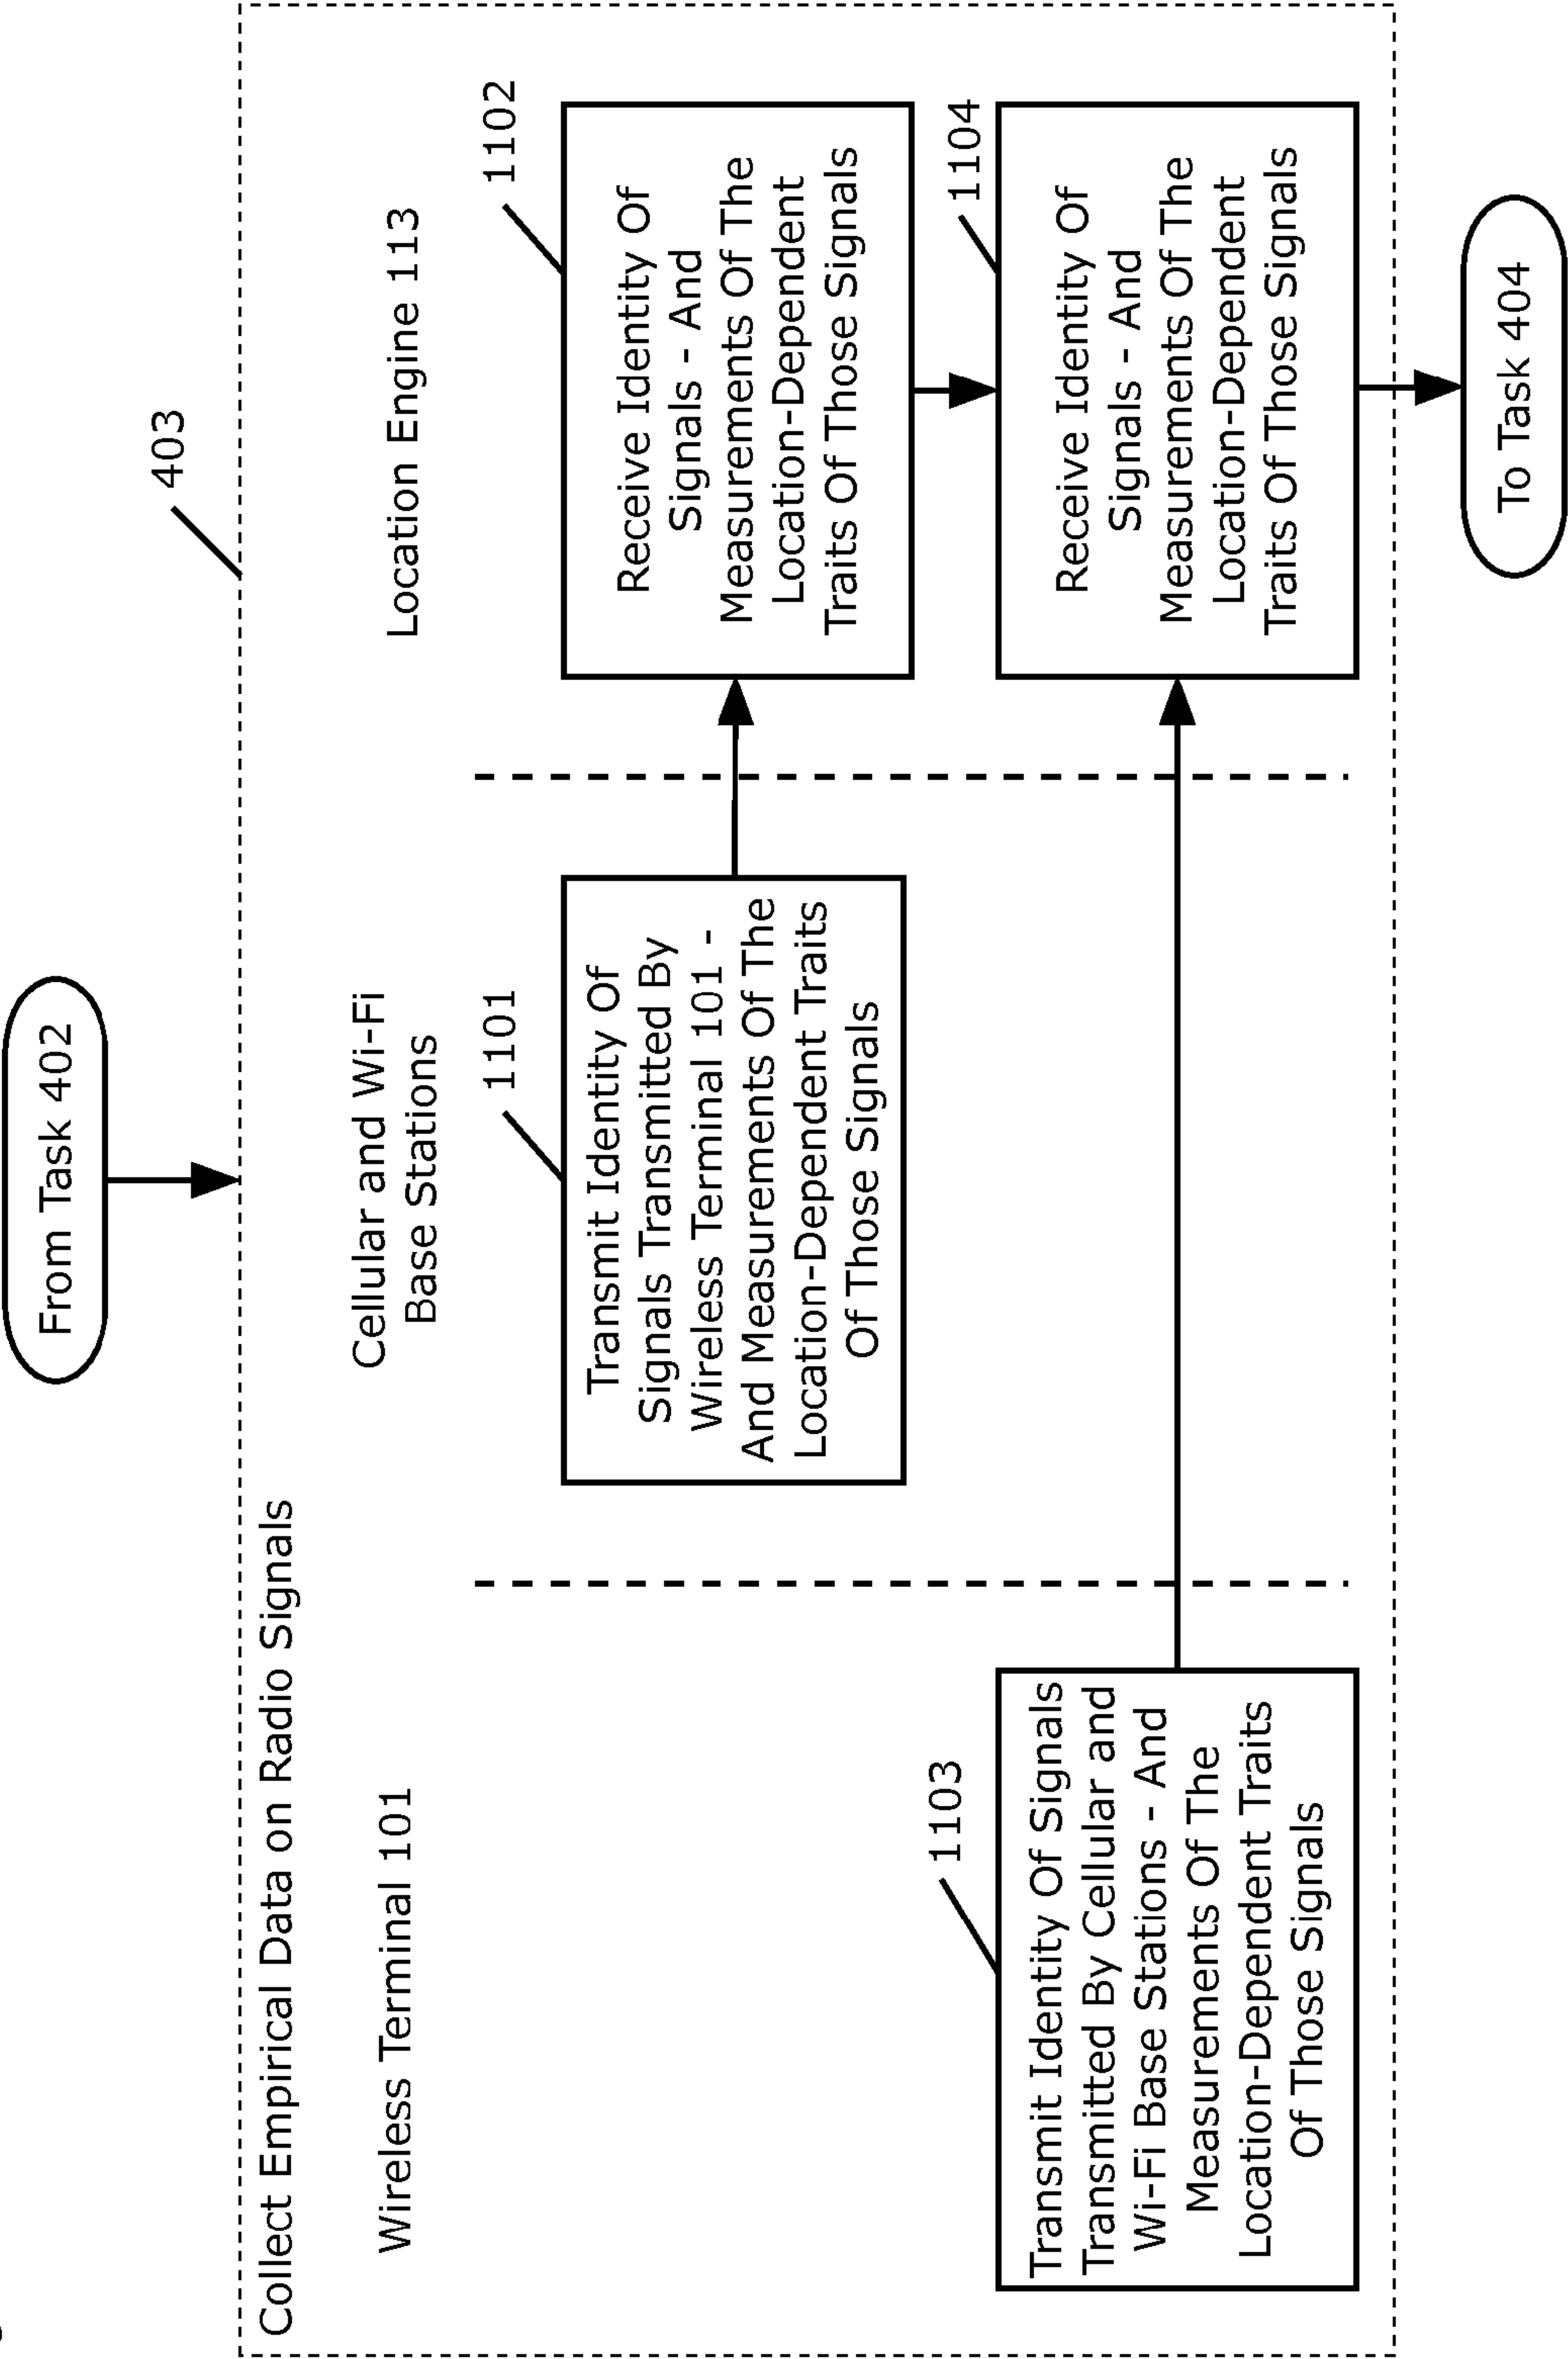 From Task 402
403
Collect Empirical Data on Radio Signals
Wireless Terminal 101
Cellular and Wi-Fi
Base Stations
Location Engine 113
1101
Transmit Identity Of
Signals Transmitted By
Wireless Terminal 101 -
And Measurements Of The
Location-Dependent Traits
Of Those Signals
1102
Receive Identity Of
Signals - And
Measurements Of The
Location-Dependent
Traits Of Those Signals
1103
Transmit Identity Of Signals
Transmitted By Cellular and
Wi-Fi Base Stations - And
Measurements Of The
Location-Dependent Traits
Of Those Signals
1104
Receive Identity Of
Signals - And
Measurements Of The
Location-Dependent
Traits Of Those Signals
To Task 404